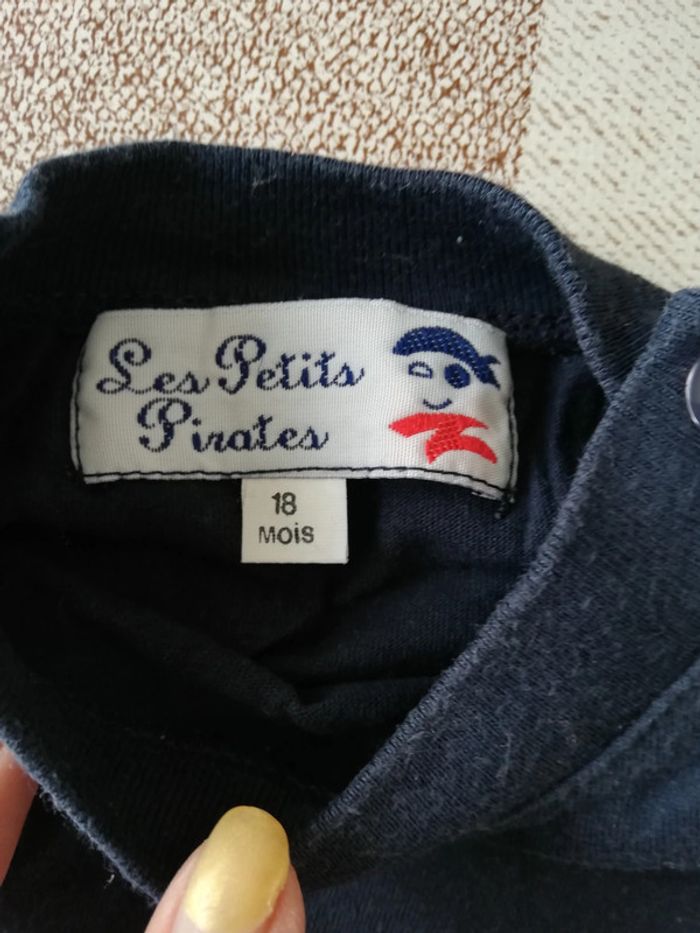 Les Petits
Pirates
18
MOIS